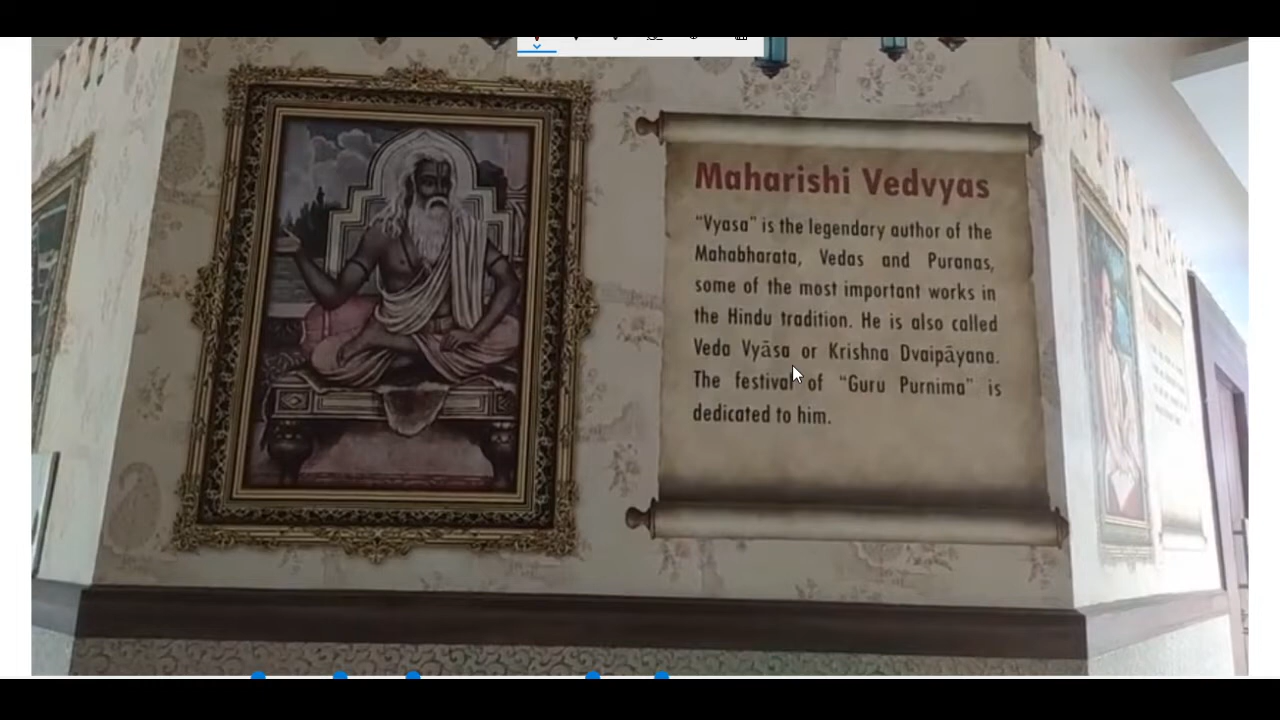 Maharishi Vedvyas
"Vyasa" is the legendary author of the
Mahabharata, Vedas and Puranas,
some of the most important works in
the Hindu tradition. He is also called
Veda Vyāsa or Krishna Dvaipāyana.
The festival of "Guru Purnima" is
dedicated to him.